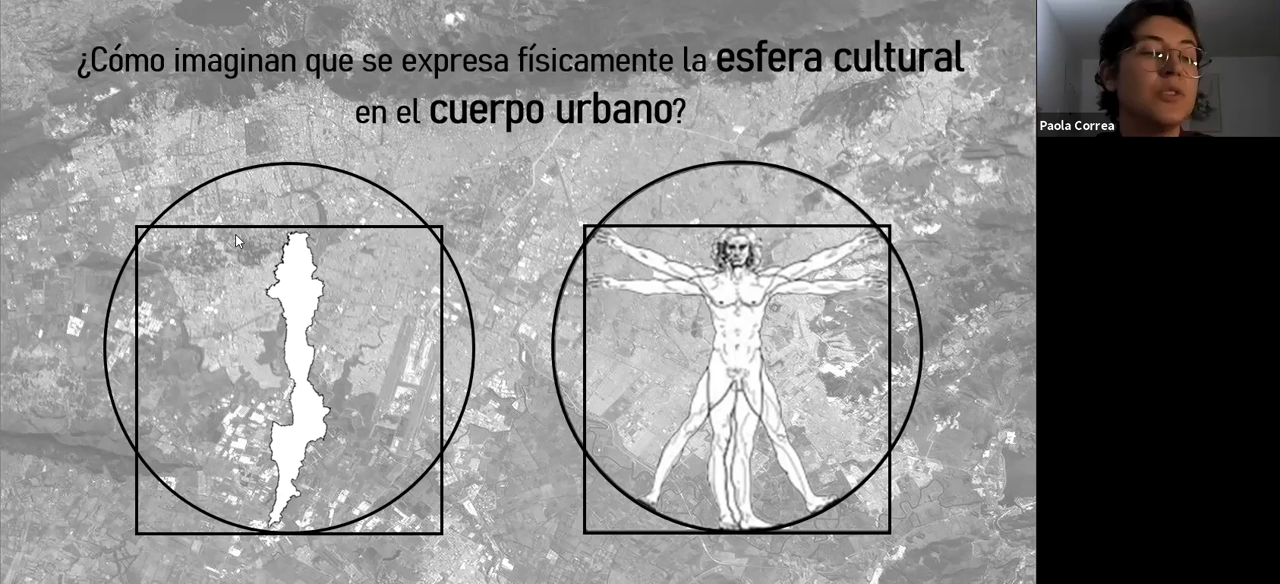 ¿Cómo imaginan que se expresa físicamente la esfera cultural
en el cuerpo urbano?
Paola Correa